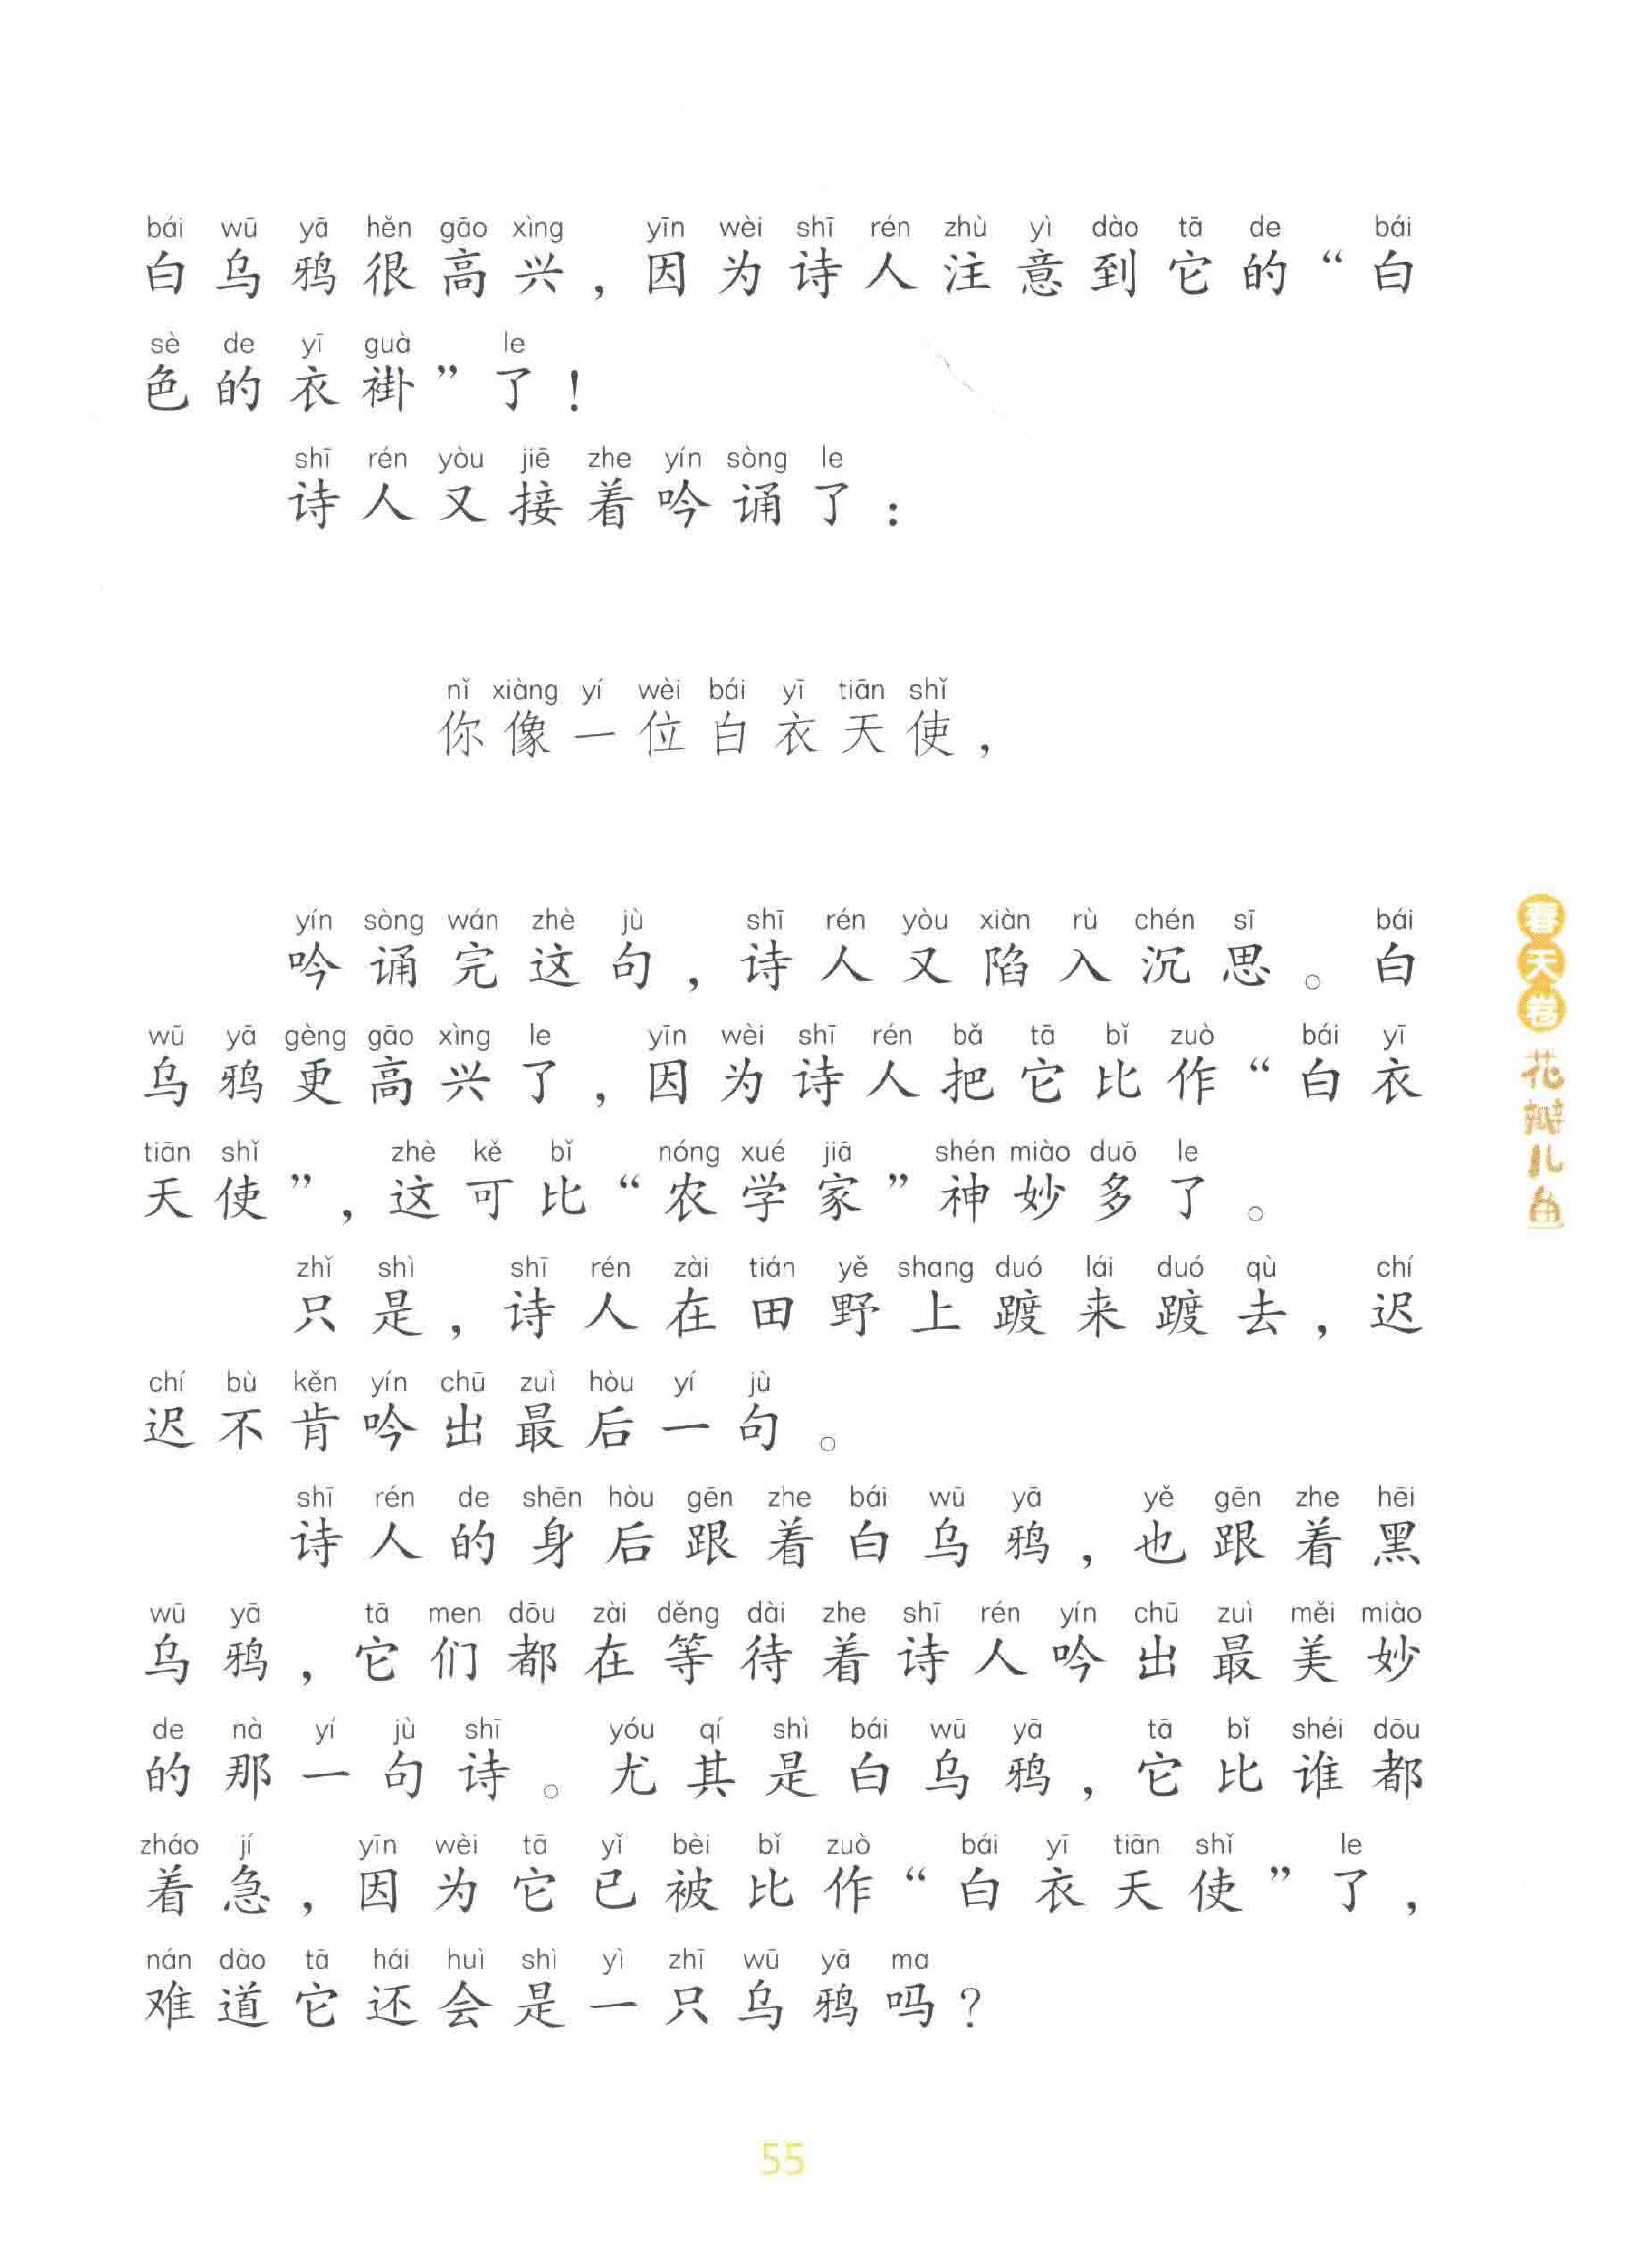 bái wū yā hěn gāo xìng yīn wèi shī rén zhù yì dào tā de bái
白乌鸦很高兴，因为诗人注意到它的“白
sè de yī guà le
色的衣褂”了！
shī rén yòu jiē zhe yín sòng le
诗人又接着吟诵了：
nǐ xiàng yí wèi bái yī tiān shǐ
你像一位白衣天使，
yín sòng wán zhè jù shī rén yòu xiàn rù chén sī bái
吟诵完这句，诗人又陷入沉思。白
wū yā gèng gāo xìng le yīn wèi shī rén bǎ tā bǐ zuò bái yī
乌鸦更高兴了，因为诗人把它比作“白衣
tiān shǐ zhè kě bǐ nóng xué jiā shén miào duō le
天使”，这可比“农学家”神妙多了。
zhǐ shì shī rén zài tián yě shang duó lái duó qù chí
只是，诗人在田野上踱来踱去，迟
chí bù kěn yín chū zuì hòu yí jù
迟不肯吟出最后一句。
shī rén de shēn hòu gēn zhe bái wū yā yě gēn zhe hēi
诗人的身后跟着白乌鸦，也跟着黑
wū yā tā men dōu zài děng dài zhe shī rén yín chū zuì měi miào
乌鸦，它们都在等待着诗人吟出最美妙
de nà yí jù shī yóu qí shì bái wū yā tā bǐ shéi dōu
的那一句诗。尤其是白乌鸦，它比谁都
zháo jí yīn wèi tā yǐ bèi bǐ zuò bái yī tiān shǐ le
着急，因为它已被比作“白衣天使”了，
nán dào tā hái huì shì yì zhī wū yā ma
难道它还会是一只乌鸦吗？
春天卷
花瓣儿鱼
55